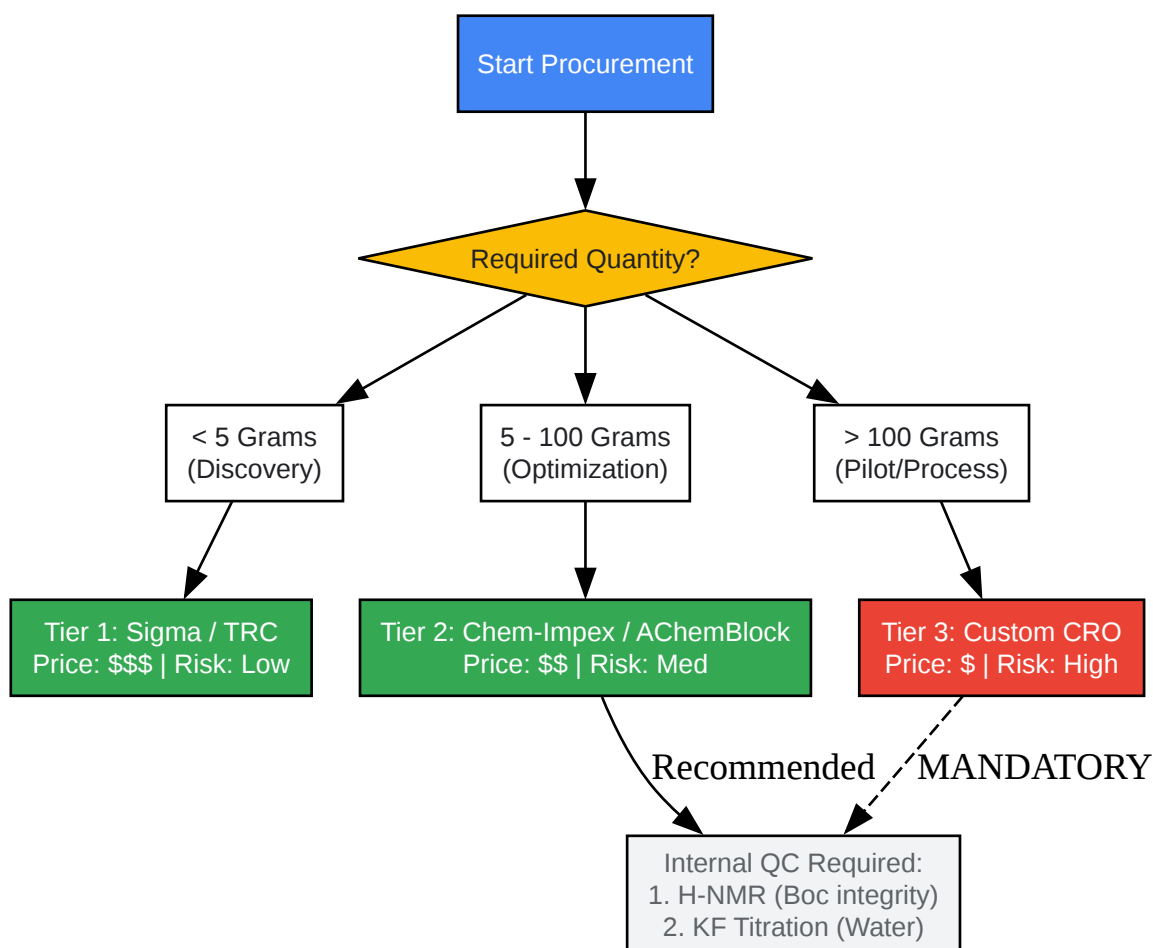 Start Procurement
Required Quantity?
< 5 Grams
(Discovery)
5 - 100 Grams
(Optimization)
> 100 Grams
(Pilot/Process)
Tier 1: Sigma / TRC
Price: $$$ | Risk: Low
Tier 2: Chem-Impex / AChemBlock
Price: $$ | Risk: Med
Tier 3: Custom CRO
Price: $ | Risk: High
Recommended
MANDATORY
Internal QC Required:
1. H-NMR (Boc integrity)
2. KF Titration (Water)